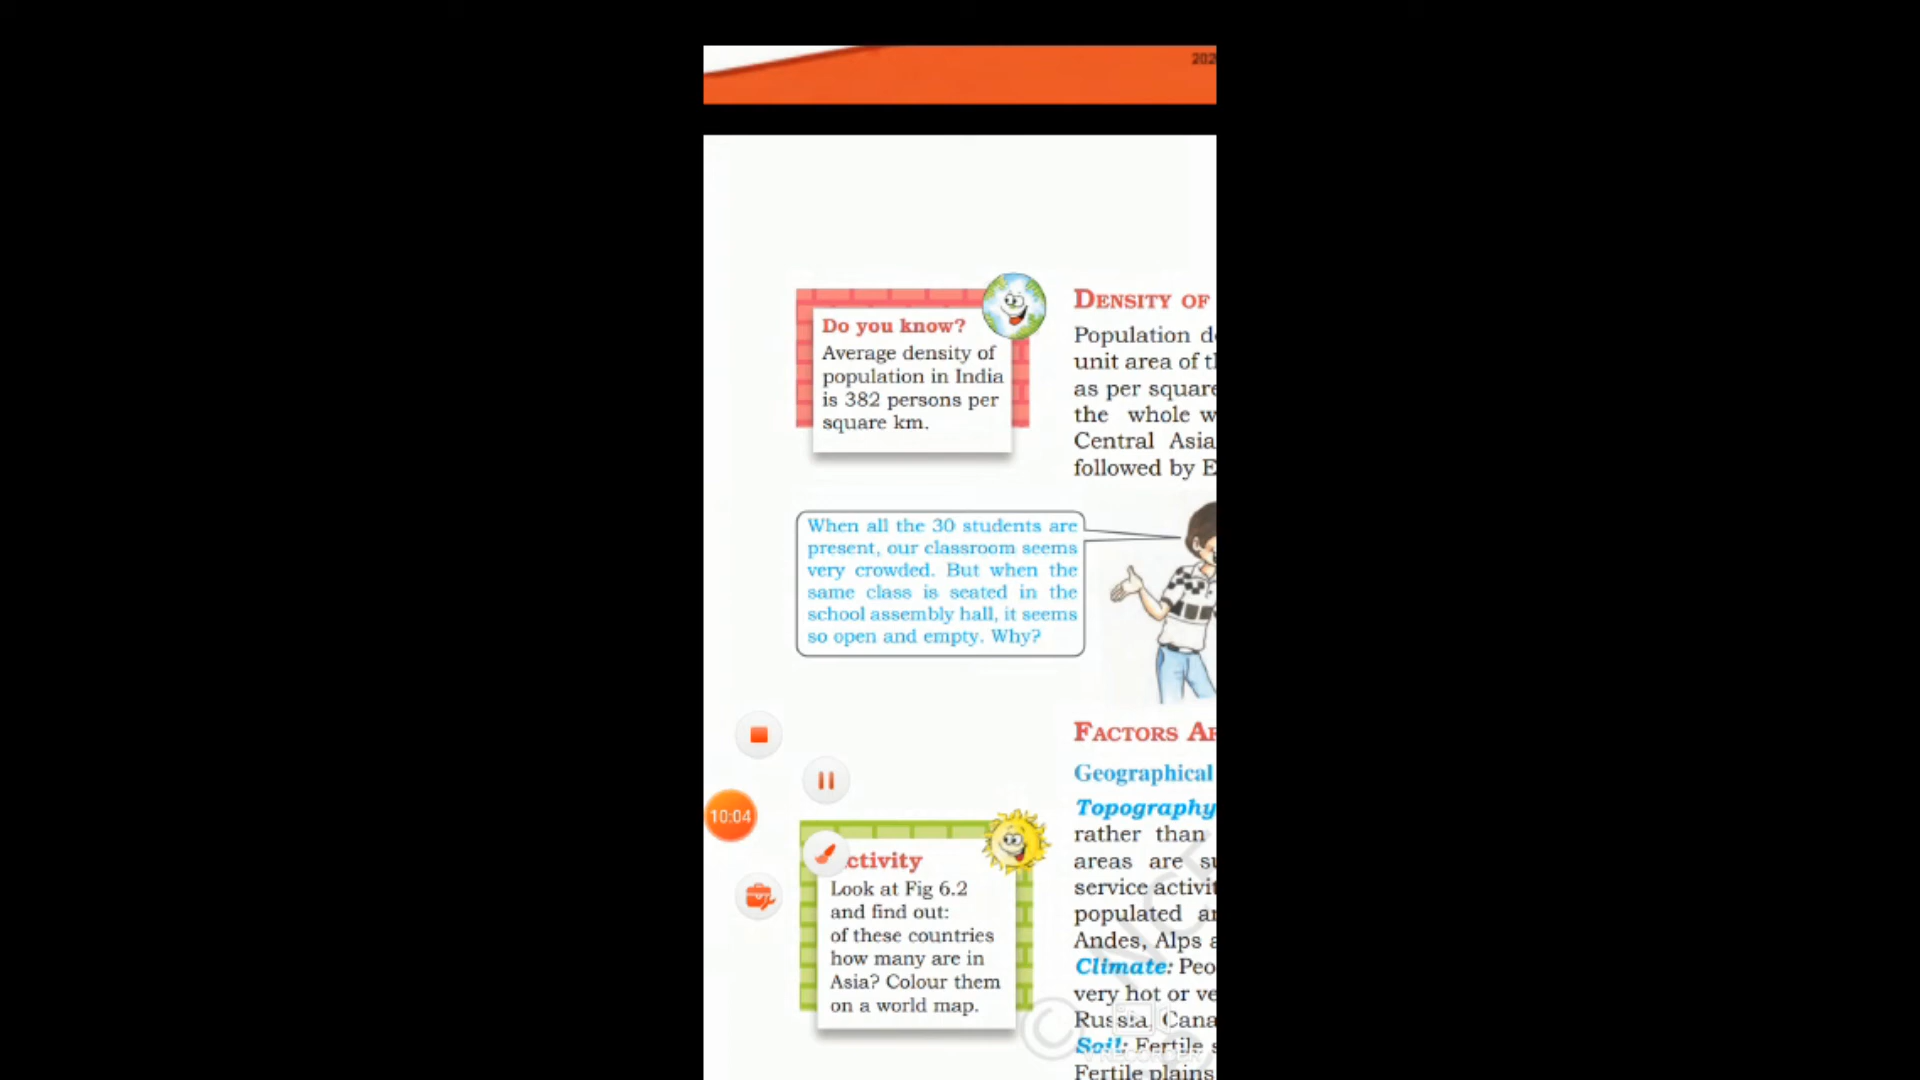 202
Do you know?
Average density of
population in India
is 382 persons per
square km.
DENSITY OF
Population d
unit area of t
as per square
the whole w
Central Asia
followed by E
When all the 30 students are
present, our classroom seems
very crowded. But when the
same class is seated in the
school assembly hall, it seems
so open and empty. Why?
10:04
ctivity
Look at Fig 6.2
and find out:
of these countries
how many are in
Asia? Colour them
on a world map.
FACTORS A
Geographical
Topography
rather than
areas are su
service activit
populated a
Andes, Alps a
Climate: Peo
very hot or ve
Russia, Cana
Soil: Fertile s
Fertile plains